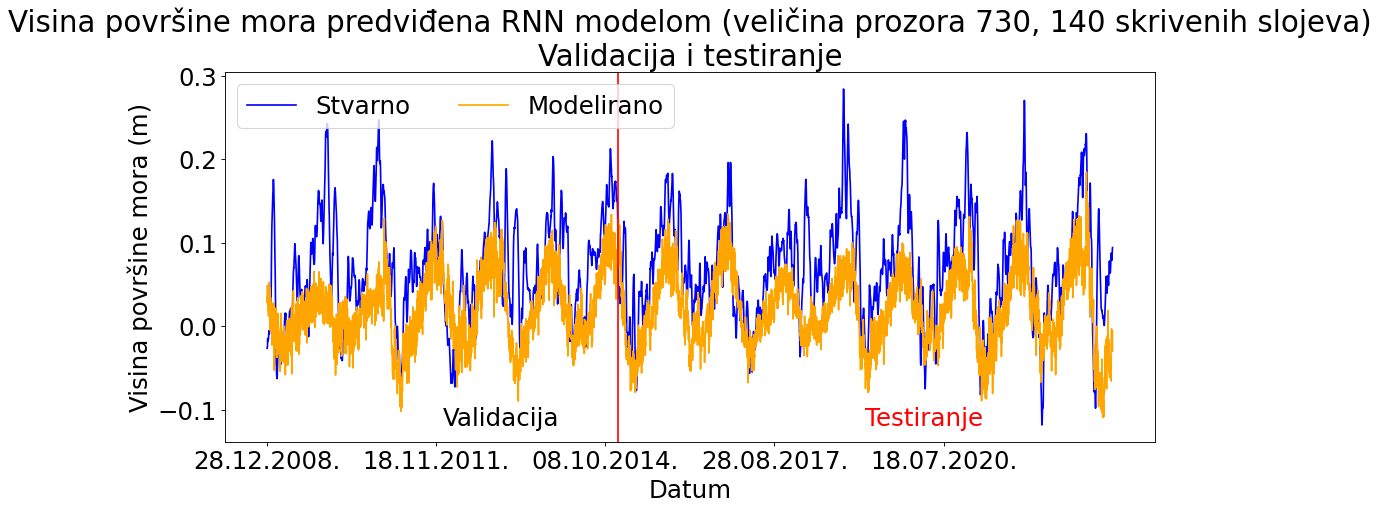 Visina površine mora predviđena RNN modelom (veličina prozora 730, 140 skrivenih slojeva)
Validacija i testiranje
Visina površine mora (m)
0.3
0.2
0.1
0.0
−0.1
Stvarno Modelirano
Validacija Testiranje
28.12.2008. 18.11.2011. 08.10.2014. 28.08.2017. 18.07.2020.
Datum